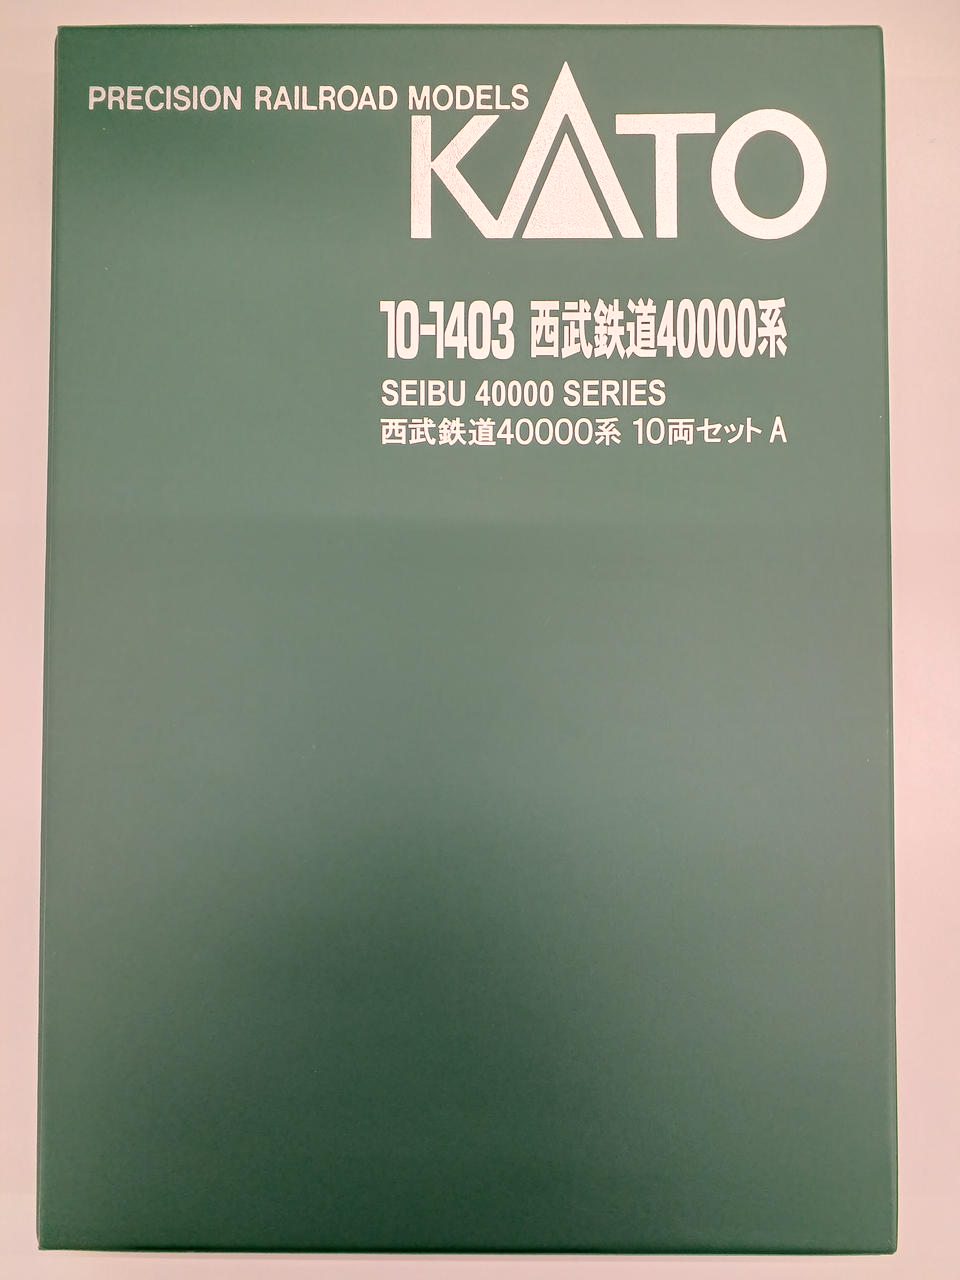 PRECISION RAILROAD MODELS
KATO
10-1403 西武鉄道40000系
SEIBU 40000 SERIES
西武鉄道40000系 10両セット A